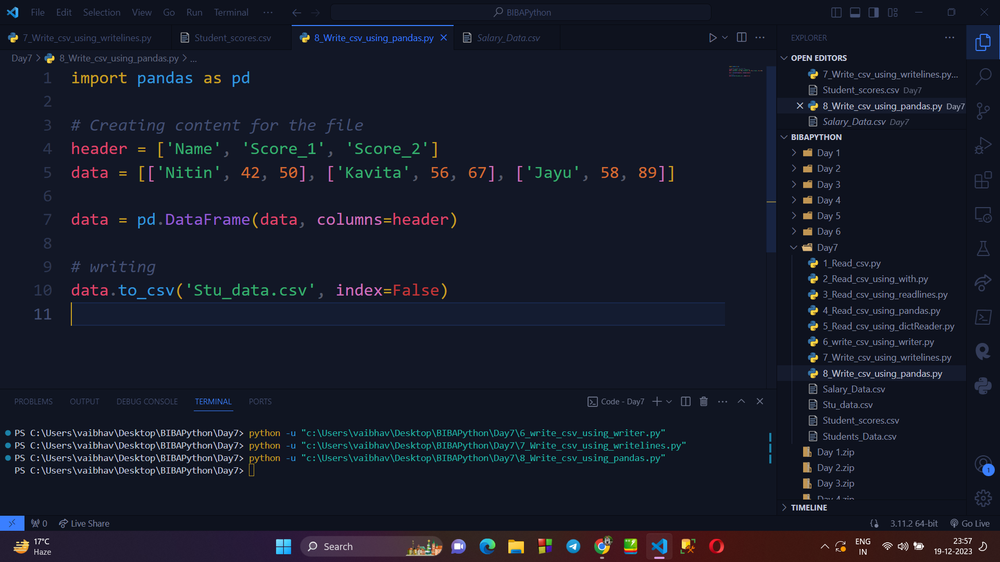 File Edit Selection View Go Run Terminal ··· BIBAPython
7_Write_csv_using_writelines.py Student_scores.csv 8_Write_csv_using_pandas.py Salary_Data.csv
Day7 > 8_Write_csv_using_pandas.py > ...
1 import pandas as pd
2
3 # Creating content for the file
4 header = ['Name', 'Score_1', 'Score_2']
5 data = [['Nitin', 42, 50], ['Kavita', 56, 67], ['Jayu', 58, 89]]
6
7 data = pd.DataFrame(data, columns=header)
8
9 # writing
10 data.to_csv('Stu_data.csv', index=False)
11
PROBLEMS OUTPUT DEBUG CONSOLE TERMINAL PORTS Code - Day7
PS C:\Users\vaibhav\Desktop\BIBAPython\Day7> python -u "c:\Users\vaibhav\Desktop\BIBAPython\Day7\6_write_csv_using_writer.py"
PS C:\Users\vaibhav\Desktop\BIBAPython\Day7> python -u "c:\Users\vaibhav\Desktop\BIBAPython\Day7\7_Write_csv_using_writelines.py"
PS C:\Users\vaibhav\Desktop\BIBAPython\Day7> python -u "c:\Users\vaibhav\Desktop\BIBAPython\Day7\8_Write_csv_using_pandas.py"
PS C:\Users\vaibhav\Desktop\BIBAPython\Day7>
EXPLORER ···
OPEN EDITORS
7_Write_csv_using_writelines.py...
Student_scores.csv Day7
8_Write_csv_using_pandas.py Day7
Salary_Data.csv Day7
BIBAPYTHON
Day 1
Day 2
Day 3
Day 4
Day 5
Day 6
Day7
1_Read_csv.py
2_Read_csv_using_with.py
3_Read_csv_using_readlines.py
4_Read_csv_using_pandas.py
5_Read_csv_using_dictReader.py
6_write_csv_using_writer.py
7_Write_csv_using_writelines.py
8_Write_csv_using_pandas.py
Salary_Data.csv
Stu_data.csv
Student_scores.csv
Students_Data.csv
Day 1.zip
Day 2.zip
Day 3.zip
Day 4.zip
TIMELINE
1
0 Live Share 3.11.2 64-bit Go Live
17°C
Haze
Search
ENG
IN
23:57
19-12-2023